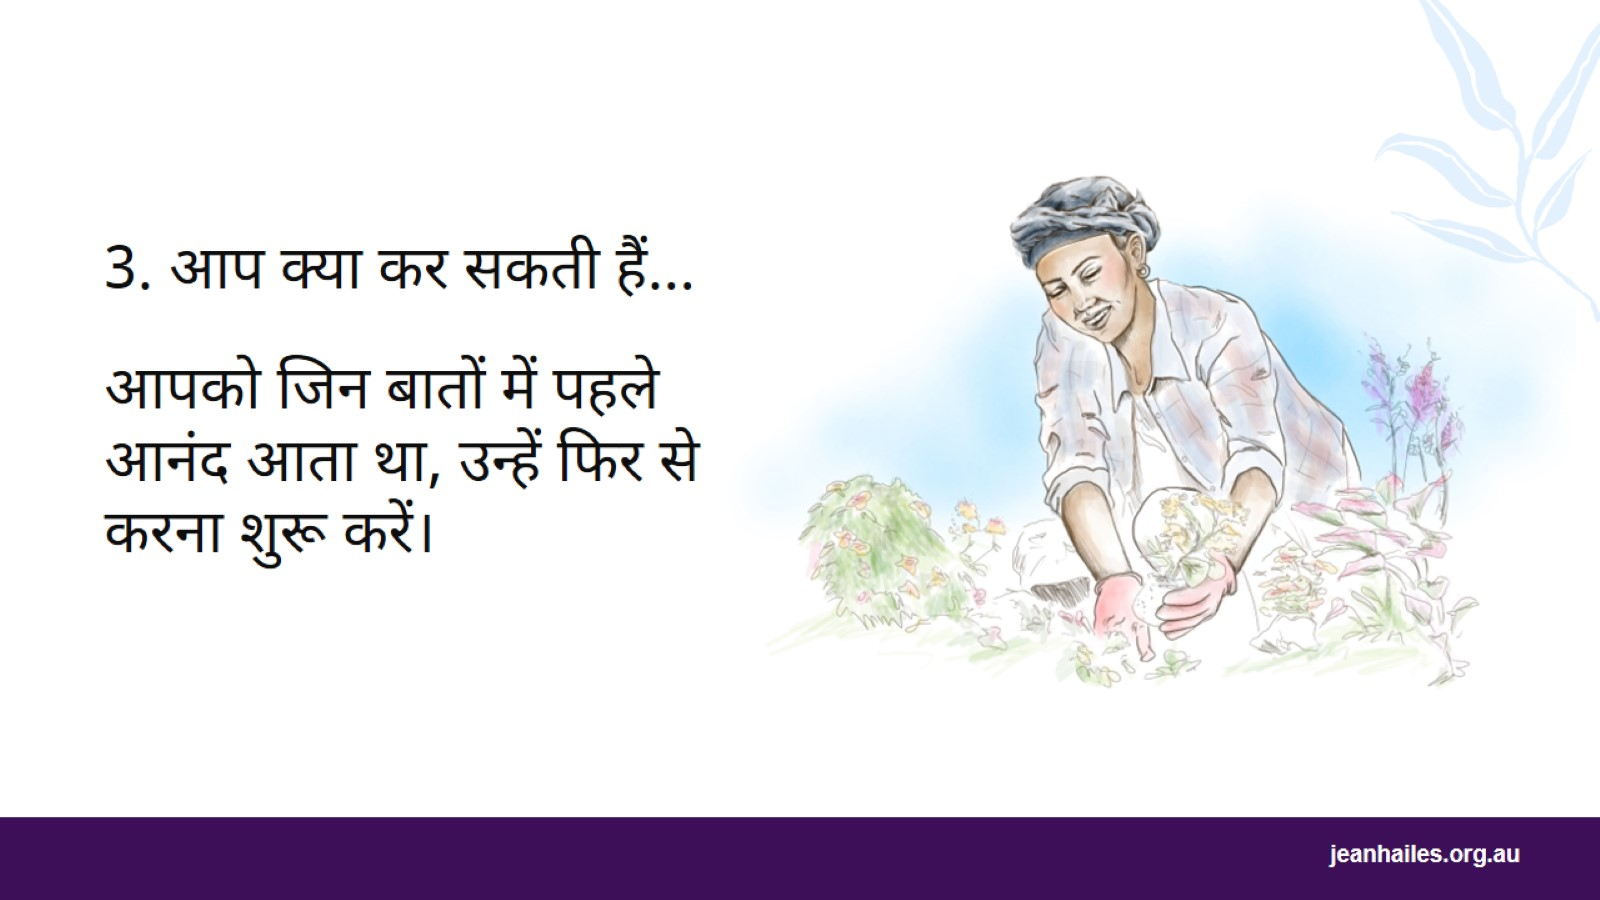 3. आप क्या कर सकती हैं...
आपको जिन बातों में पहले
आनंद आता था, उन्हें फिर से
करना शुरू करें।
jeanhailes.org.au